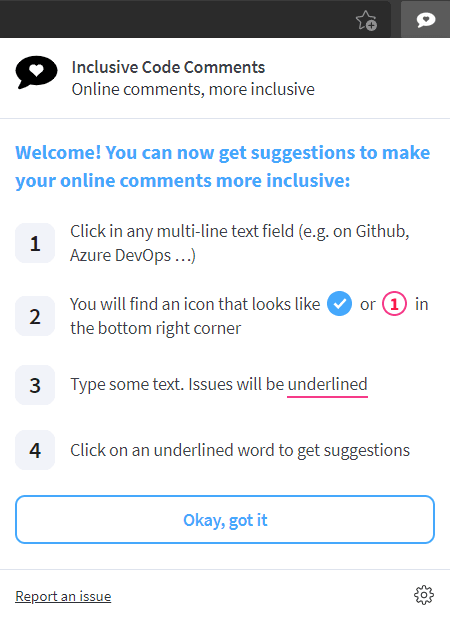 Inclusive Code Comments
Online comments, more inclusive
Welcome! You can now get suggestions to make
your online comments more inclusive:
1
Click in any multi-line text field (e.g. on Github,
Azure DevOps ...)
2
You will find an icon that looks like or 1 in
the bottom right corner
3
Type some text. Issues will be underlined
4
Click on an underlined word to get suggestions
Okay, got it
Report an issue